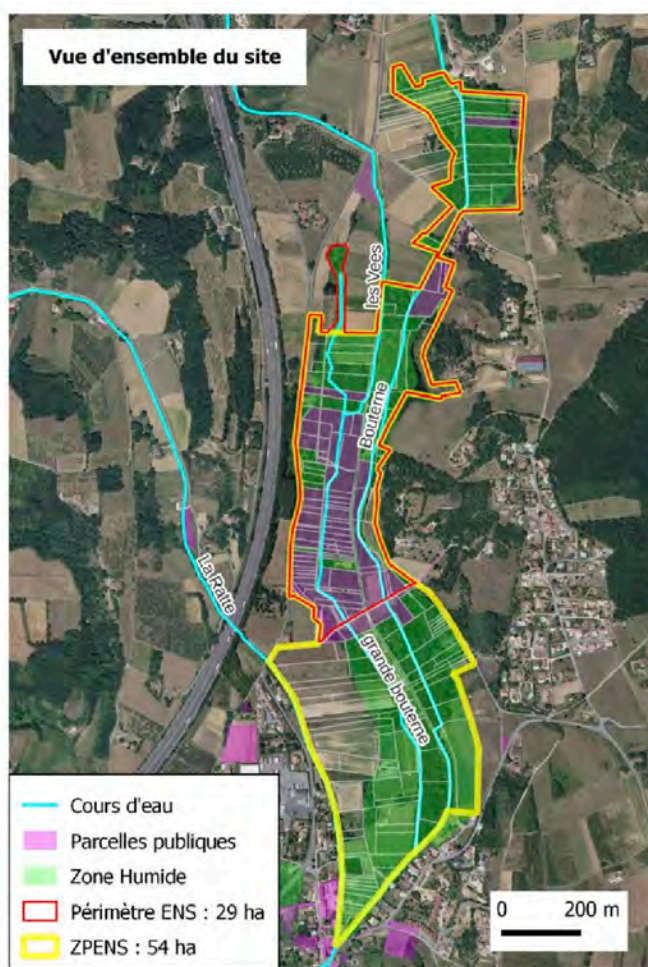 Vue d'ensemble du site
les Vees
Bouterne
La Ratte
grande bouterne
Cours d'eau
Parcelles publiques
Zone Humide
Périmètre ENS : 29 ha
ZPENS : 54 ha
0 200 m